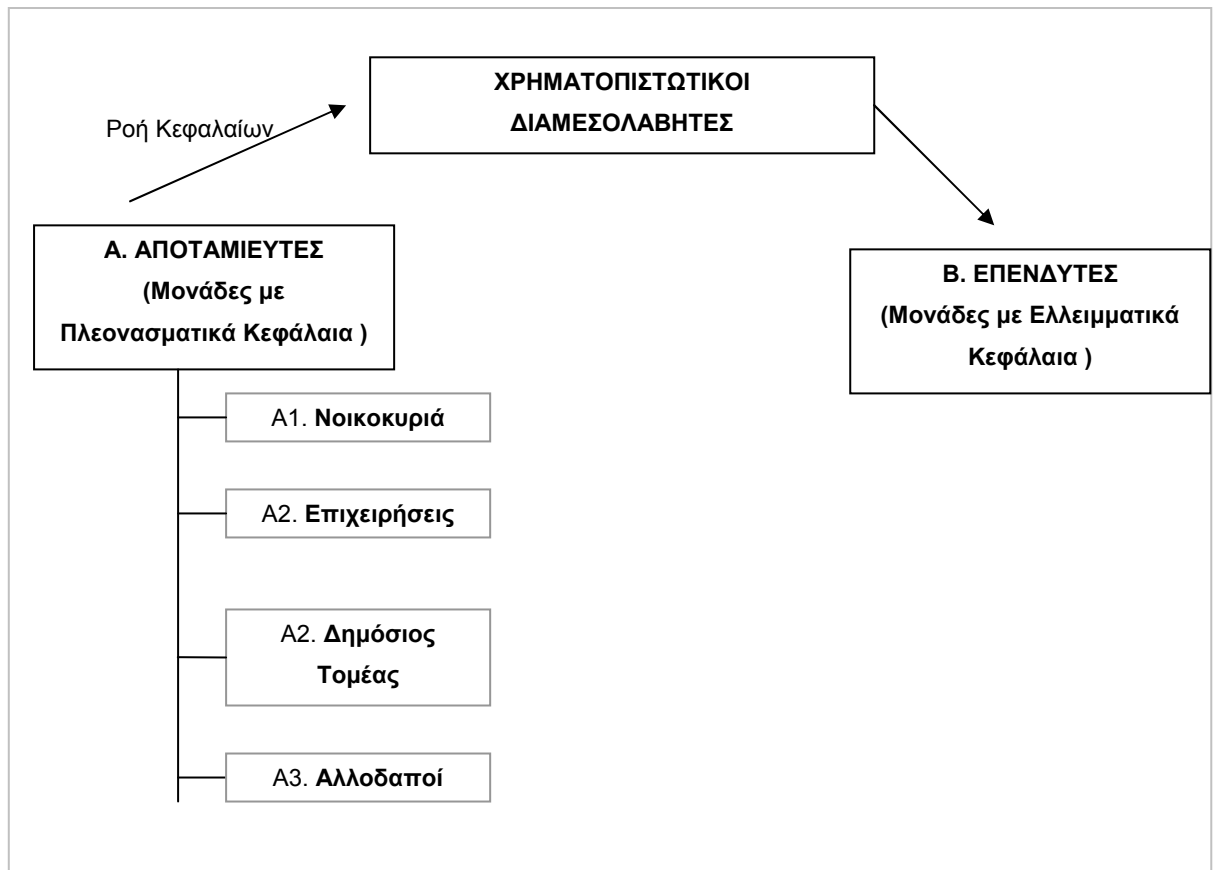 ΧΡΗΜΑΤΟΠΙΣΤΩΤΙΚΟΙ
ΔΙΑΜΕΣΟΛΑΒΗΤΕΣ
Ροή Κεφαλαίων
Α. ΑΠΟΤΑΜΙΕΥΤΕΣ
(Μονάδες με
Πλεονασματικά Κεφάλαια )
Β. ΕΠΕΝΔΥΤΕΣ
(Μονάδες με Ελλειμματικά
Κεφάλαια )
Α1. Νοικοκυριά
Α2. Επιχειρήσεις
Α2. Δημόσιος
Τομέας
Α3. Αλλοδαποί